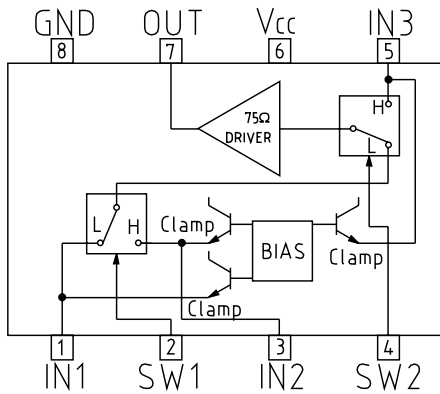 GND OUT Vcc IN3
8 7 6 5
H
75Ω
DRIVER
L
L H
Clamp
BIAS
Clamp
Clamp
1 2 3 4
IN1 SW1 IN2 SW2